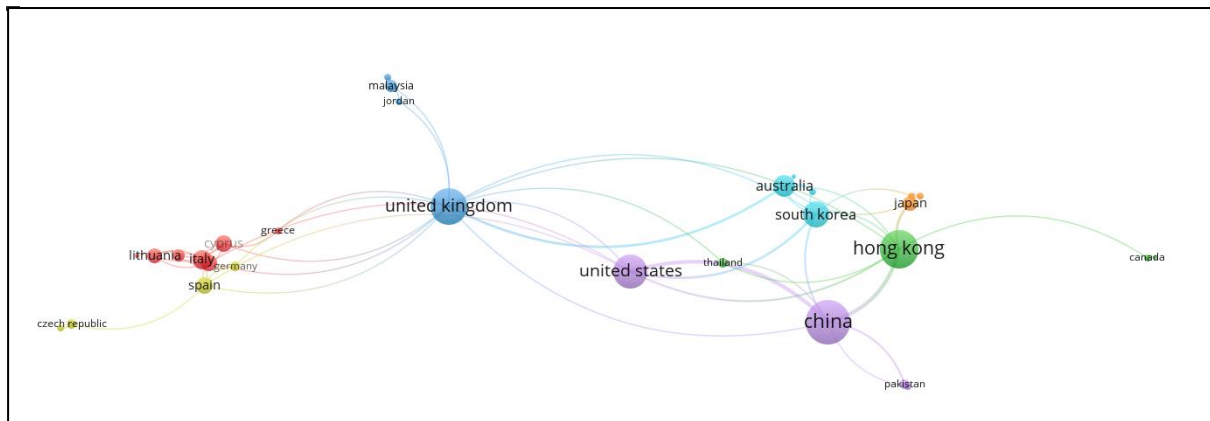 malaysia
jordan
australia
united kingdom
japan
south korea
greece
cyprus
hong kong
lithuania
italy
germany
thailand
canada
united states
spain
china
czech republic
pakistan